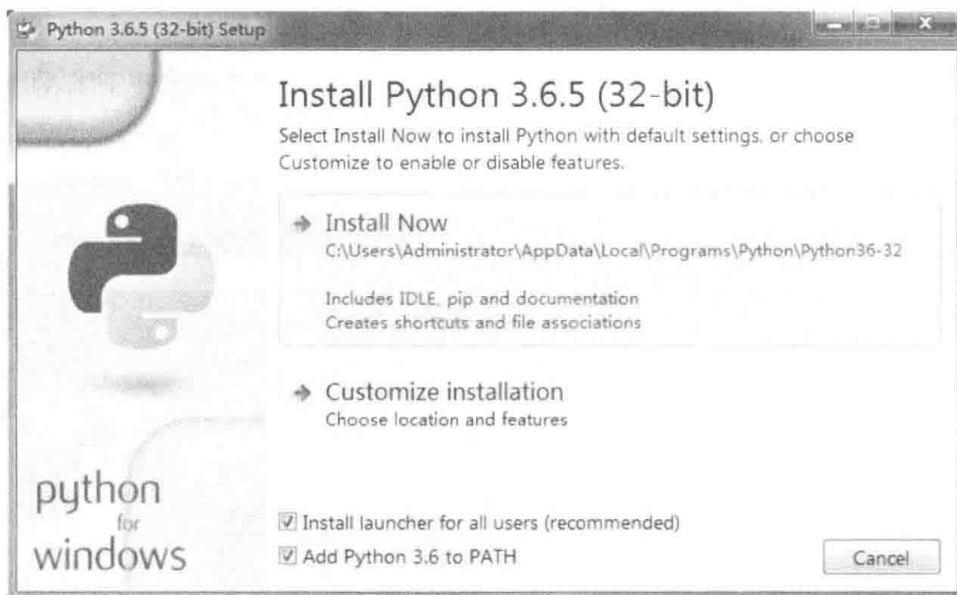 Python 3.6.5 (32-bit) Setup
Install Python 3.6.5 (32-bit)
Select Install Now to install Python with default settings, or choose
Customize to enable or disable features.
Install Now
C:\Users\Administrator\AppData\Local\Programs\Python\Python36-32
Includes IDLE, pip and documentation
Creates shortcuts and file associations
Customize installation
Choose location and features
python
for
windows
Install launcher for all users (recommended)
Add Python 3.6 to PATH
Cancel